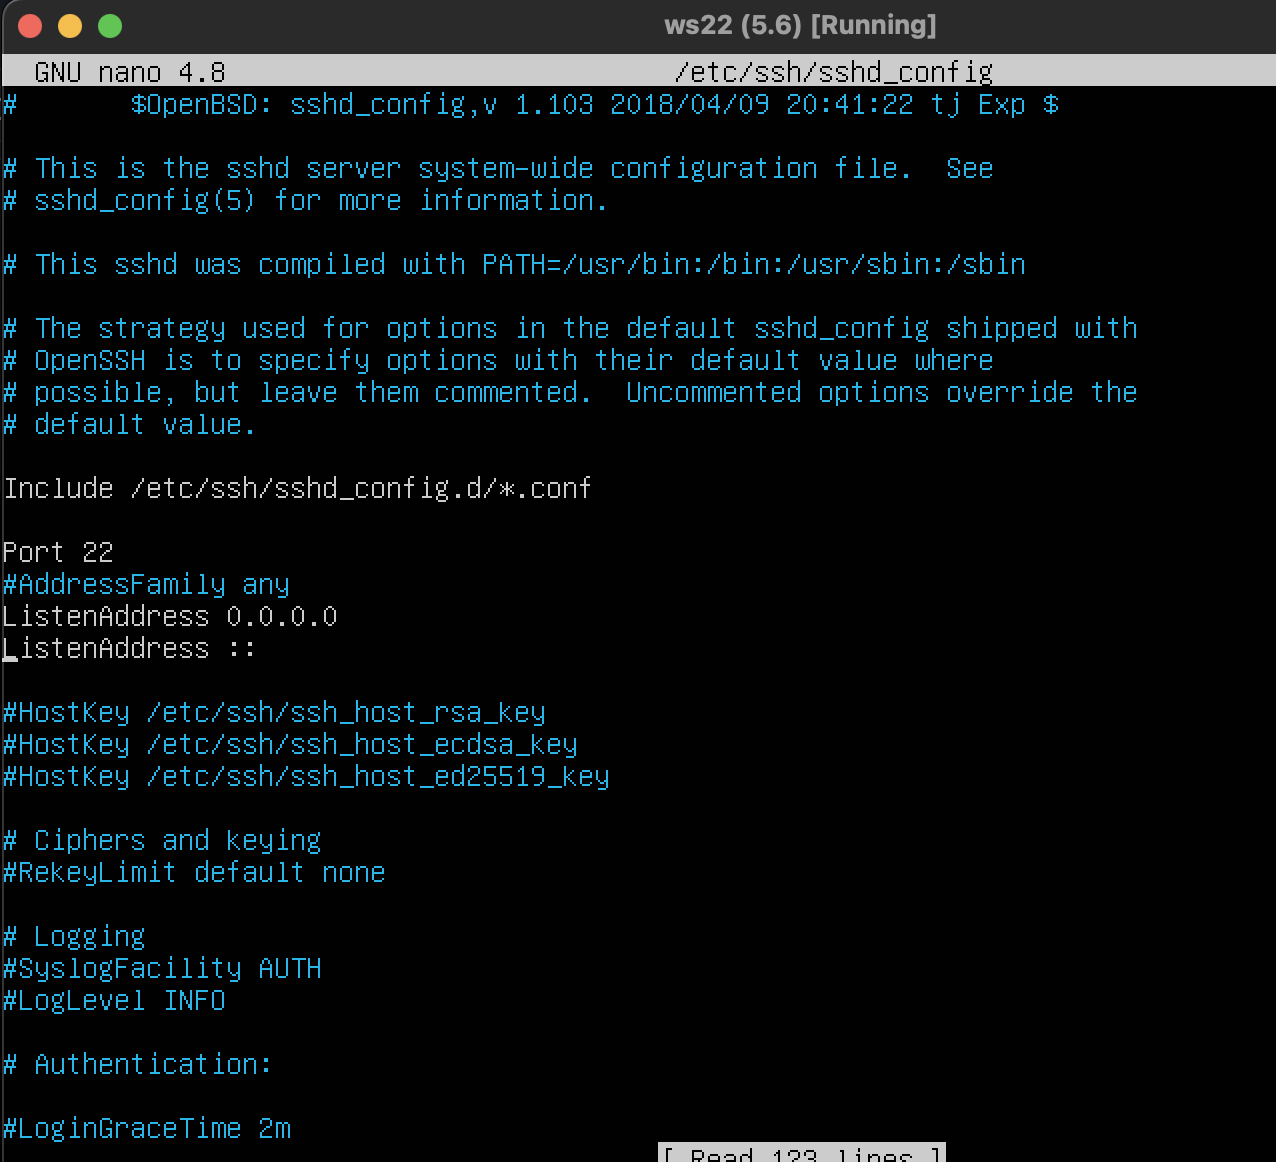 ws22 (5.6) [Running]
GNU nano 4.8 /etc/ssh/sshd_config
# $OpenBSD: sshd_config,v 1.103 2018/04/09 20:41:22 tj Exp $
# This is the sshd server system-wide configuration file.  See
# sshd_config(5) for more information.
# This sshd was compiled with PATH=/usr/bin:/bin:/usr/sbin:/sbin
# The strategy used for options in the default sshd_config shipped with
# OpenSSH is to specify options with their default value where
# possible, but leave them commented.  Uncommented options override the
# default value.
Include /etc/ssh/sshd_config.d/*.conf
Port 22
#AddressFamily any
ListenAddress 0.0.0.0
ListenAddress ::
#HostKey /etc/ssh/ssh_host_rsa_key
#HostKey /etc/ssh/ssh_host_ecdsa_key
#HostKey /etc/ssh/ssh_host_ed25519_key
# Ciphers and keying
#RekeyLimit default none
# Logging
#SyslogFacility AUTH
#LogLevel INFO
# Authentication:
#LoginGraceTime 2m
[ Read 123 lines ]